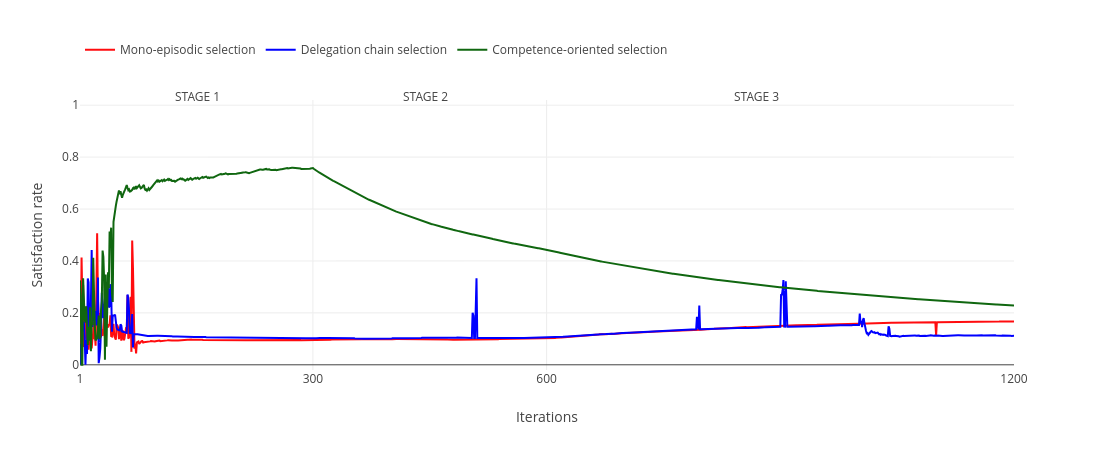 Mono-episodic selection Delegation chain selection Competence-oriented selection
STAGE 1 STAGE 2 STAGE 3
1
0.8
0.6
0.4
0.2
0
Satisfaction rate
1 300 600 1200
Iterations